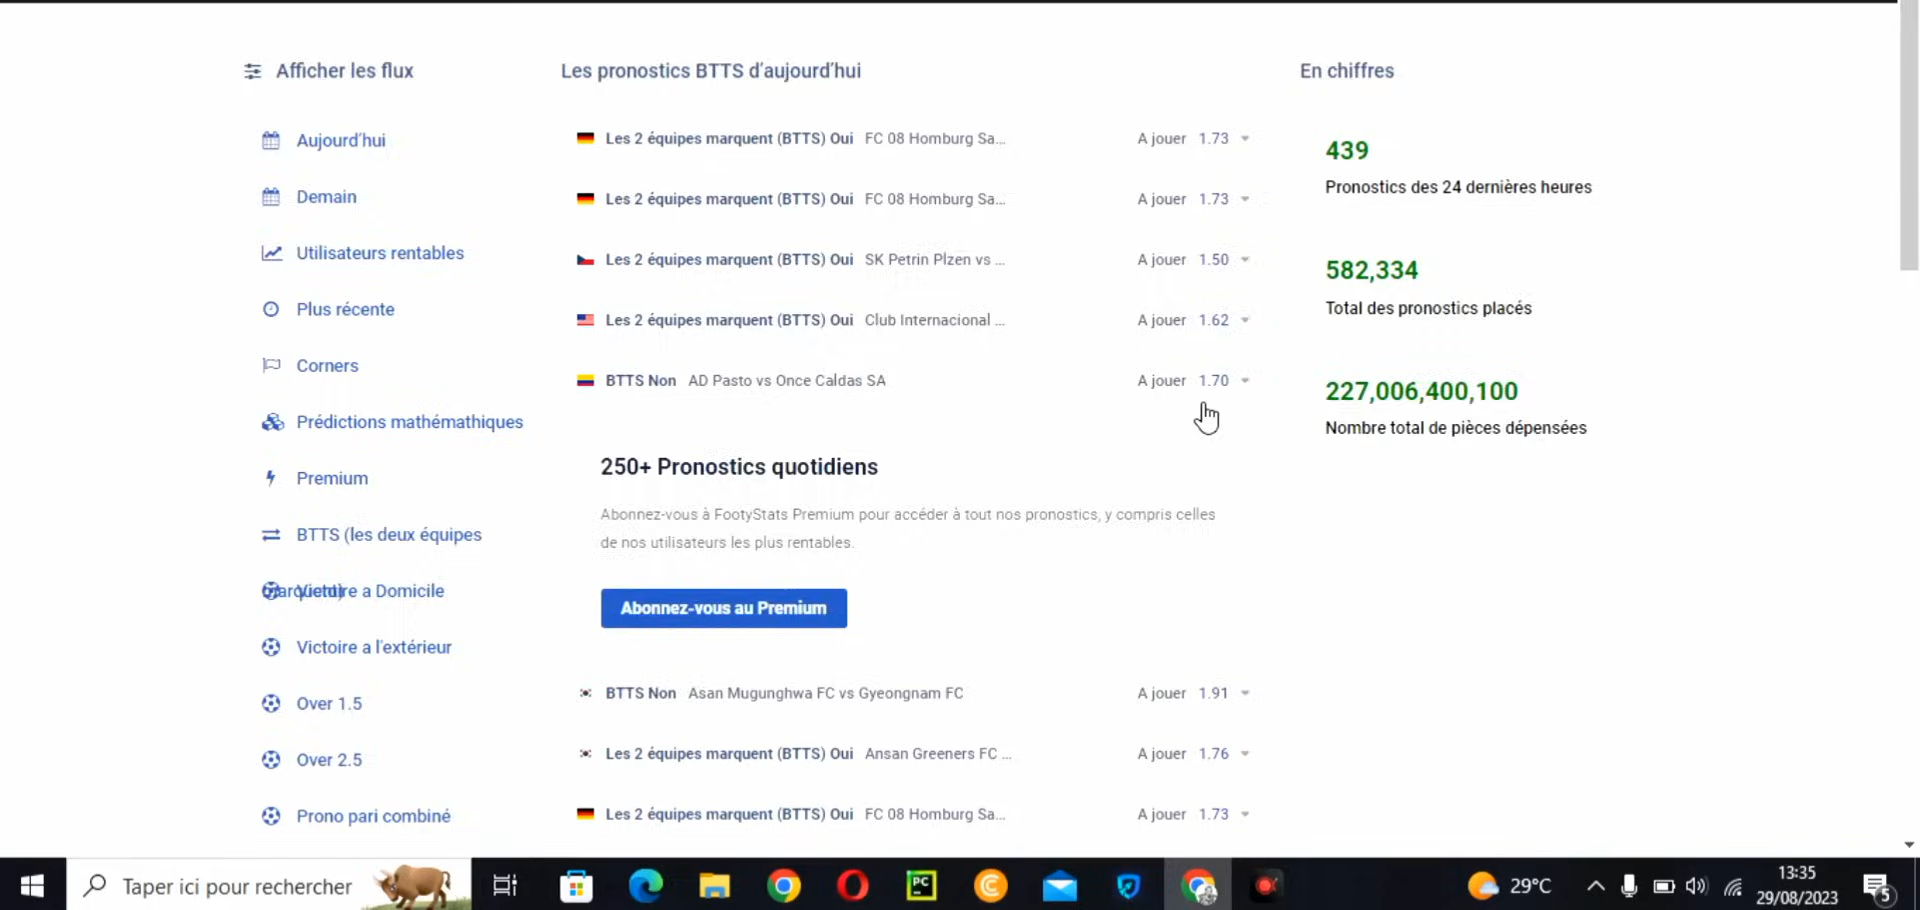 Afficher les flux
Aujourd'hui
Demain
Utilisateurs rentables
Plus récente
Corners
Prédictions mathémathiques
Premium
BTTS (les deux équipes
Victoire a Domicile
Victoire a l'extérieur
Over 1.5
Over 2.5
Prono pari combiné
Les pronostics BTTS d'aujourd'hui
Les 2 équipes marquent (BTTS) Oui FC 08 Homburg Sa... A jouer 1.73
Les 2 équipes marquent (BTTS) Oui FC 08 Homburg Sa... A jouer 1.73
Les 2 équipes marquent (BTTS) Oui SK Petrin Plzen vs ... A jouer 1.50
Les 2 équipes marquent (BTTS) Oui Club Internacional ... A jouer 1.62
BTTS Non AD Pasto vs Once Caldas SA A jouer 1.70
250+ Pronostics quotidiens
Abonnez-vous à FootyStats Premium pour accéder à tout nos pronostics, y compris celles
de nos utilisateurs les plus rentables.
Abonnez-vous au Premium
BTTS Non Asan Mugunghwa FC vs Gyeongnam FC A jouer 1.91
Les 2 équipes marquent (BTTS) Oui Ansan Greeners FC ... A jouer 1.76
Les 2 équipes marquent (BTTS) Oui FC 08 Homburg Sa... A jouer 1.73
En chiffres
439
Pronostics des 24 dernières heures
582,334
Total des pronostics placés
227,006,400,100
Nombre total de pièces dépensées
Taper ici pour rechercher
PC
29°C
13:35
29/08/2023
5